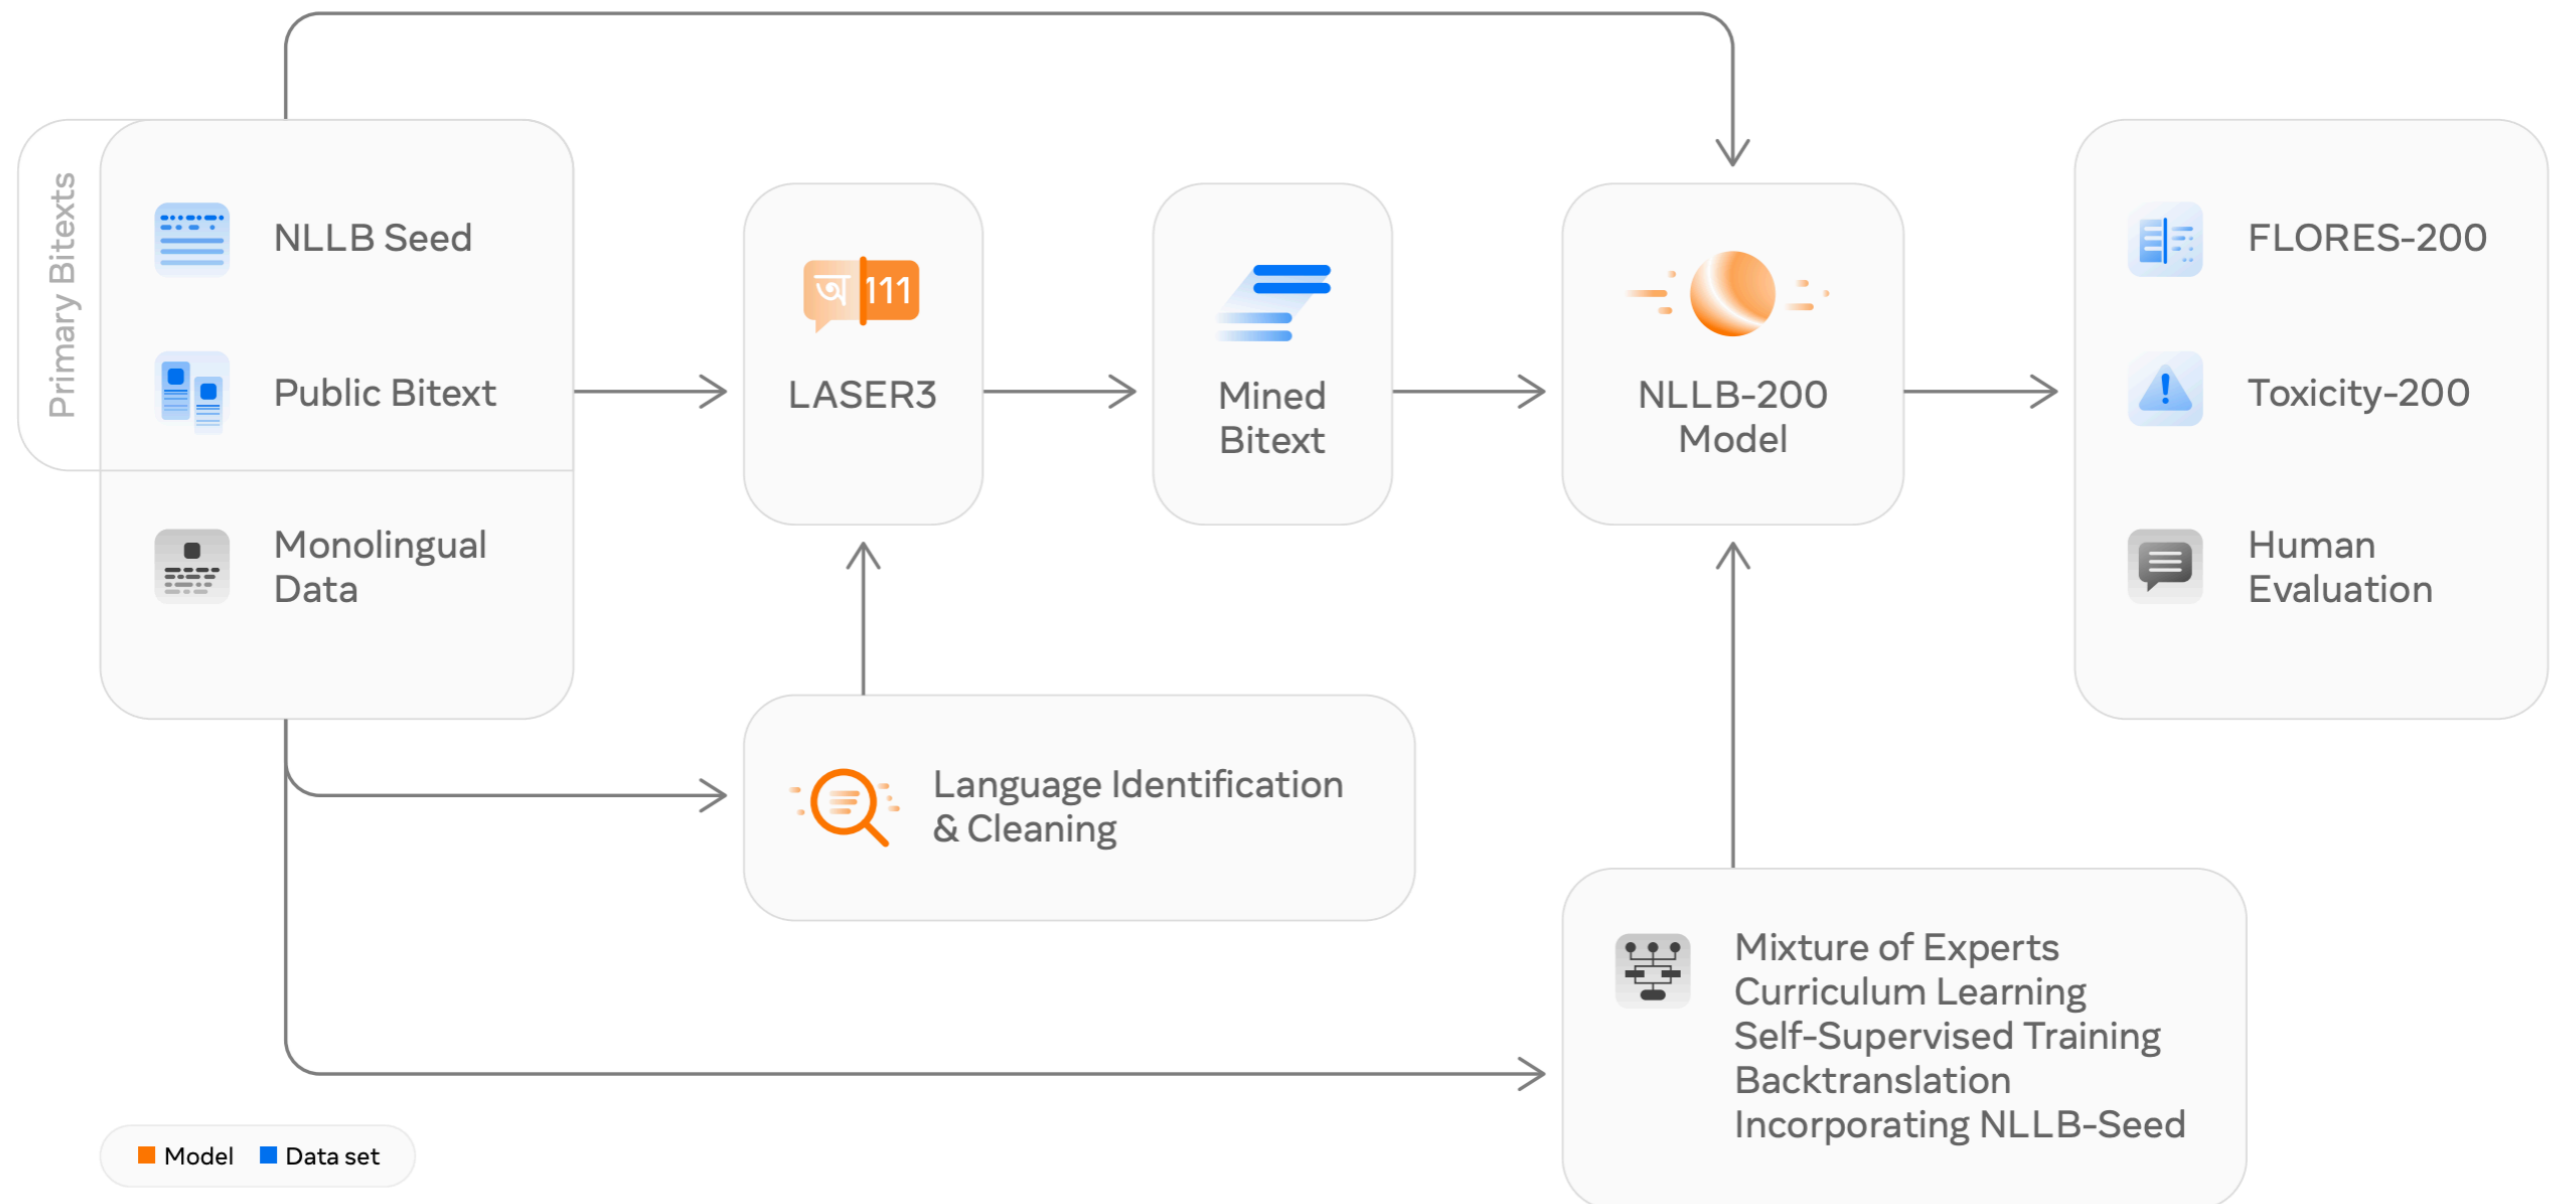 Primary Bitexts
NLLB Seed
Public Bitext
Monolingual
Data
অ 111
LASER3
Mined
Bitext
NLLB-200
Model
FLORES-200
Toxicity-200
Human
Evaluation
Language Identification
& Cleaning
Mixture of Experts
Curriculum Learning
Self-Supervised Training
Backtranslation
Incorporating NLLB-Seed
Model
Data set